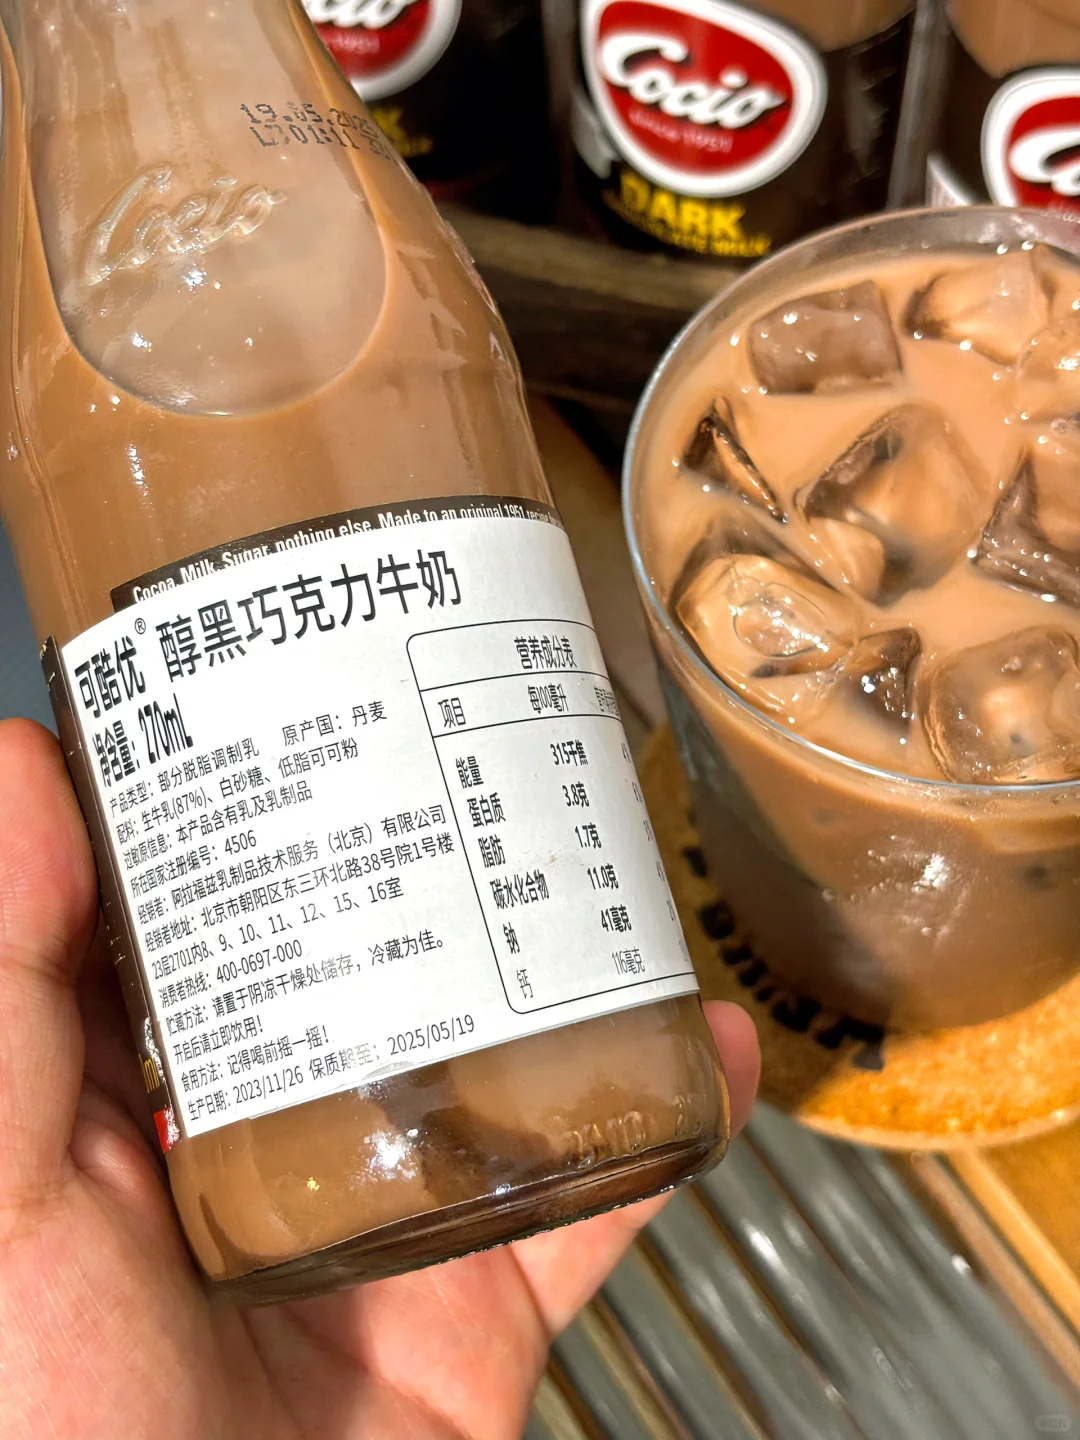 Cocio
since 1951
DARK
Cocio
19.05.2025
L701:11
Cocio
Cocoa, Milk, Sugar, nothing else. Made to an original 1951
可酷优® 醇黑巧克力牛奶
净含量：270mL
产品类型：部分脱脂调制乳 原产国：丹麦
配料：生牛乳(87%)、白砂糖、低脂可可粉
过敏原信息：本产品含有乳及乳制品
所在国家注册编号：4506
经销者：阿拉福兹乳制品技术服务（北京）有限公司
经销者地址：北京市朝阳区东三环北路38号院1号楼
23层2701内8、9、10、11、12、15、16室
消费者热线：400-0697-000
贮藏方法：请置于阴凉干燥处储存，冷藏为佳。
开启后请立即饮用！
食用方法：记得喝前摇一摇！
生产日期：2023/11/26 保质期至：2025/05/19
营养成分表
项目 每100毫升
能量 315千焦
蛋白质 3.8克
脂肪 1.7克
碳水化合物 11.0克
钠 41毫克
钙 116毫克